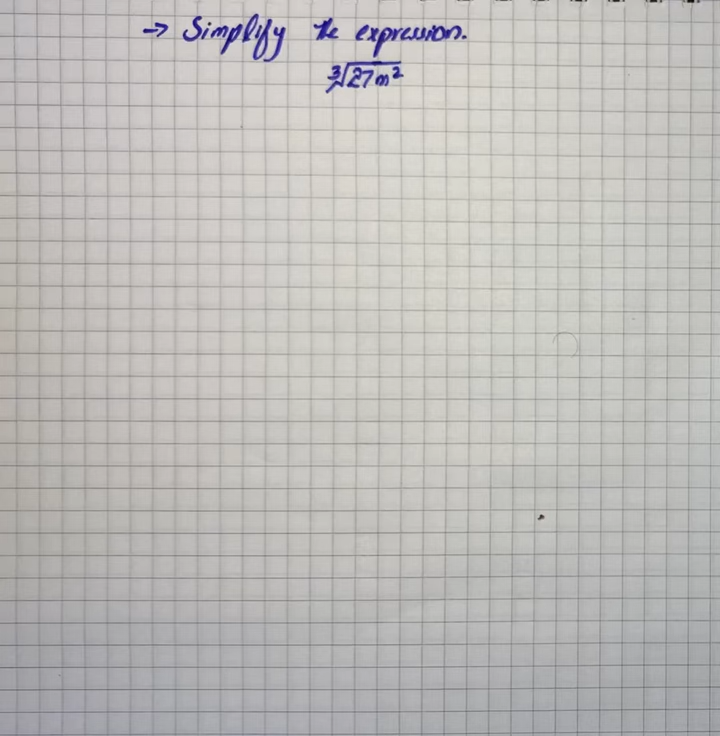 → Simplify the expression.
∛27m²